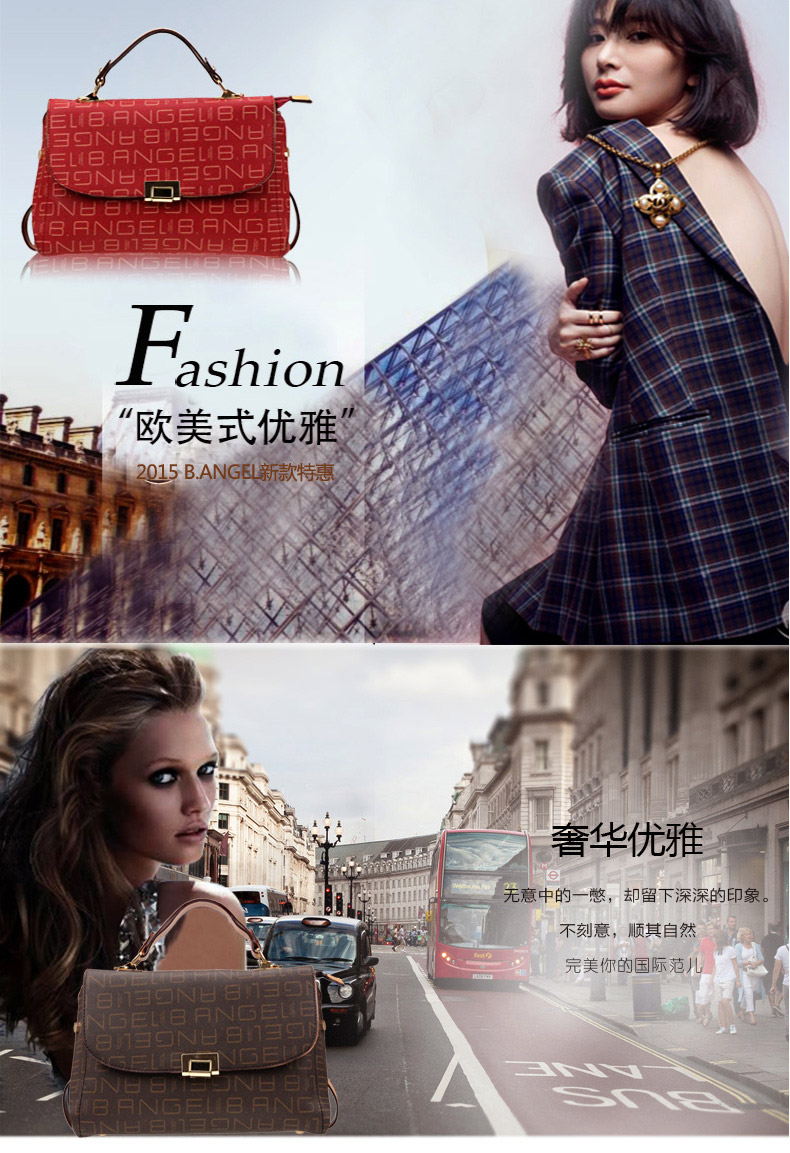 B.ANGEL
Fashion
“欧美式优雅”
2015 B.ANGEL新款特惠
奢华优雅
无意中的一憋，却留下深深的印象。
不刻意，顺其自然
完美你的国际范儿
B.ANGEL
BUS
LANE